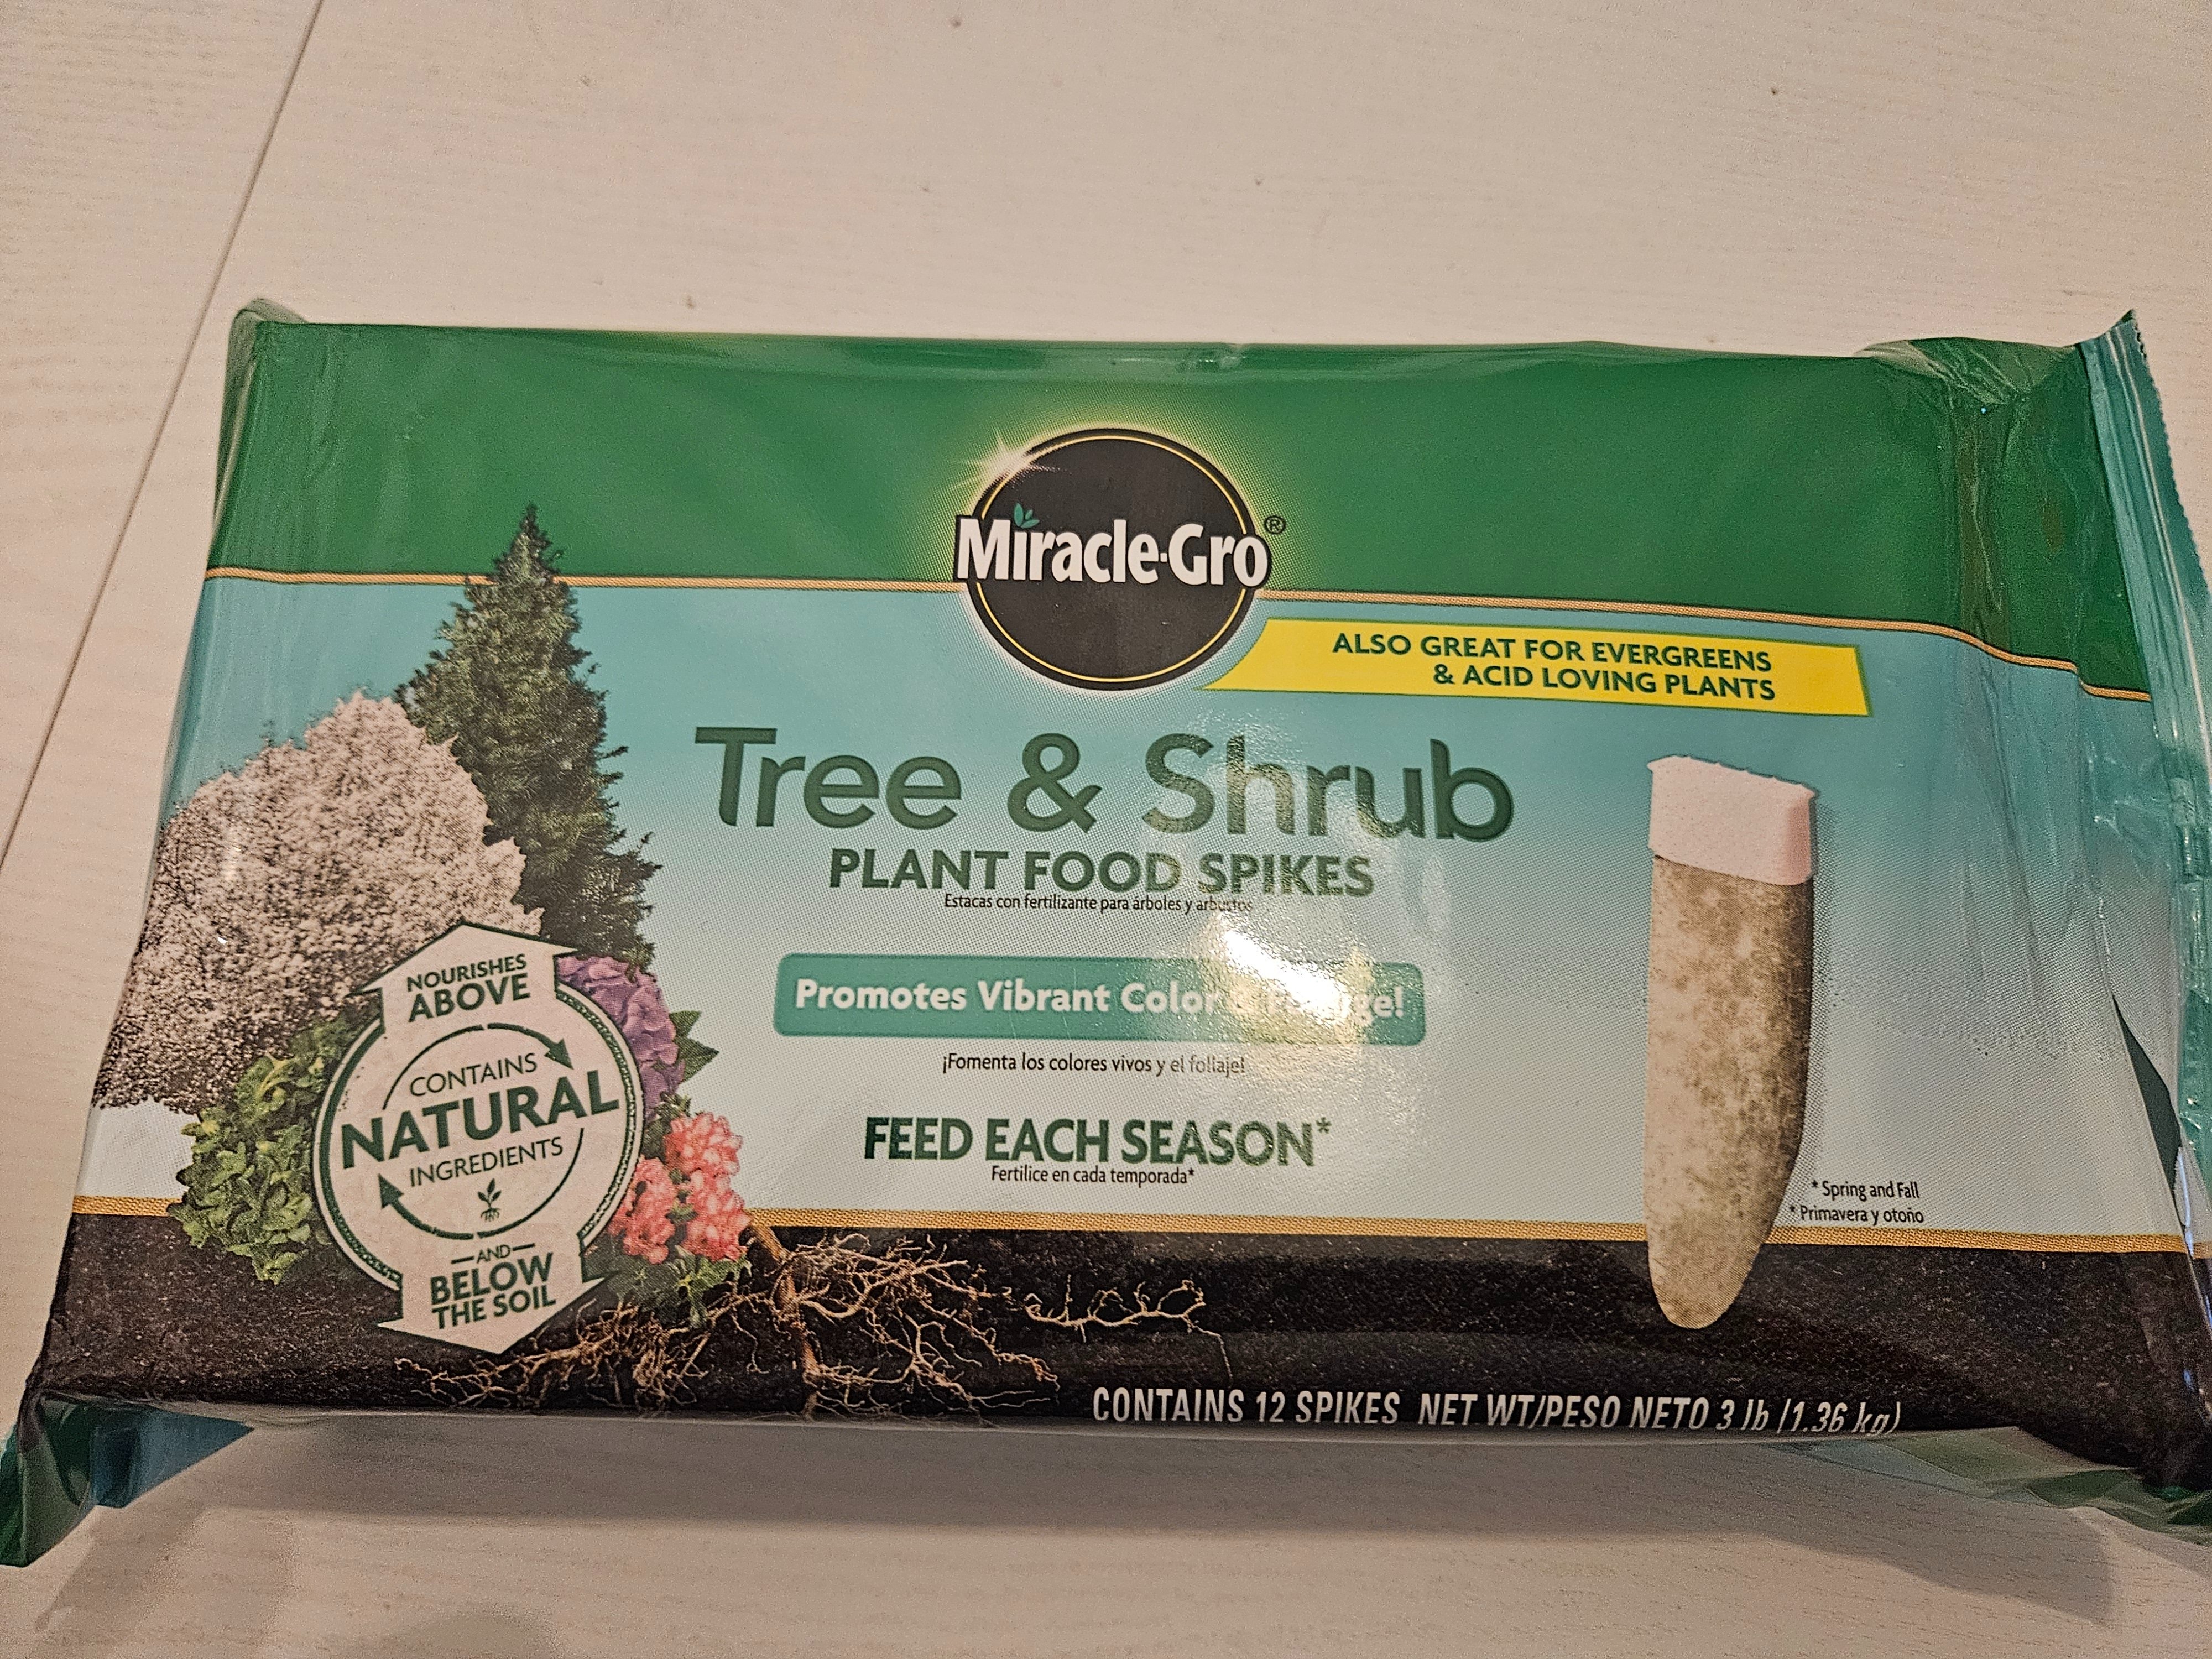 Miracle-Gro®
ALSO GREAT FOR EVERGREENS
& ACID LOVING PLANTS
Tree & Shrub
PLANT FOOD SPIKES
Estacas con fertilizante para árboles y arbustos
Promotes Vibrant Color
¡Fomenta los colores vivos y el follaje!
FEED EACH SEASON*
Fertilice en cada temporada*
* Spring and Fall
* Primavera y otoño
NOURISHES
ABOVE
CONTAINS
NATURAL
INGREDIENTS
AND
BELOW
THE SOIL
CONTAINS 12 SPIKES NET WT/PESO NETO 3 lb (1.36 kg)